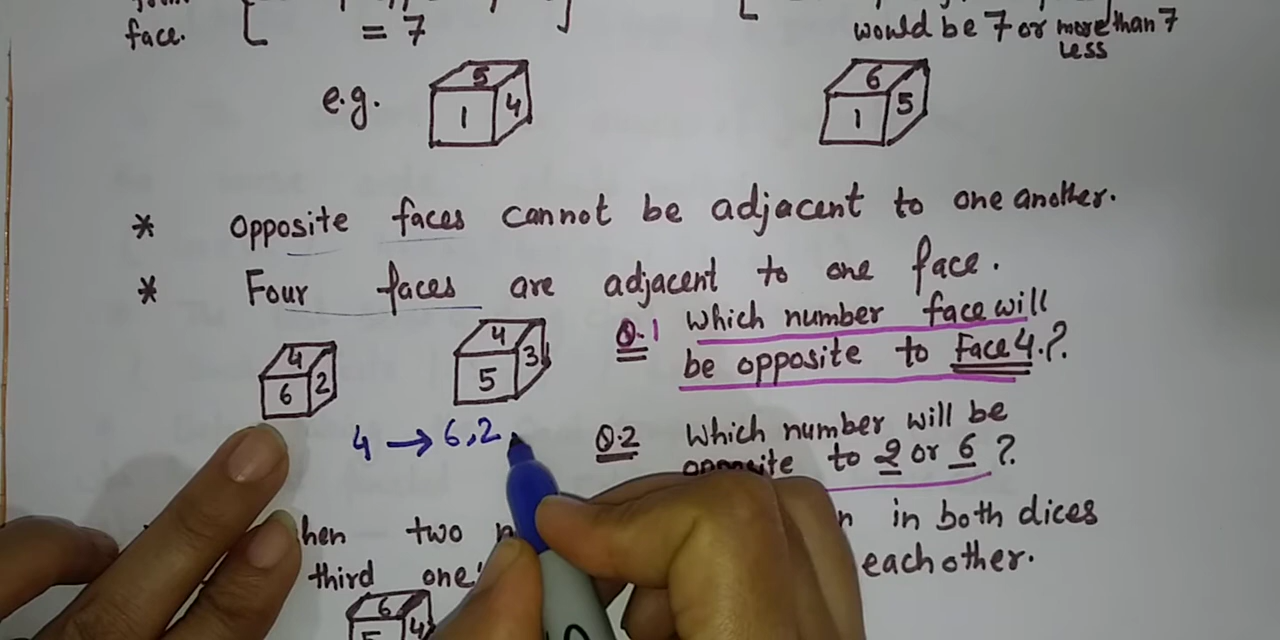 face. = 7 would be 7 or more than 7
Less
e.g. 5 1 4 6 1 5
* Opposite faces cannot be adjacent to one another.
* Four faces are adjacent to one face.
4 6 2 4 5 3
Q.1 Which number face will
be opposite to Face 4.?
4 → 6,2
Q.2 Which number will be
opposite to 2 or 6?
hen two in both dices
third one each other.
6 5 4